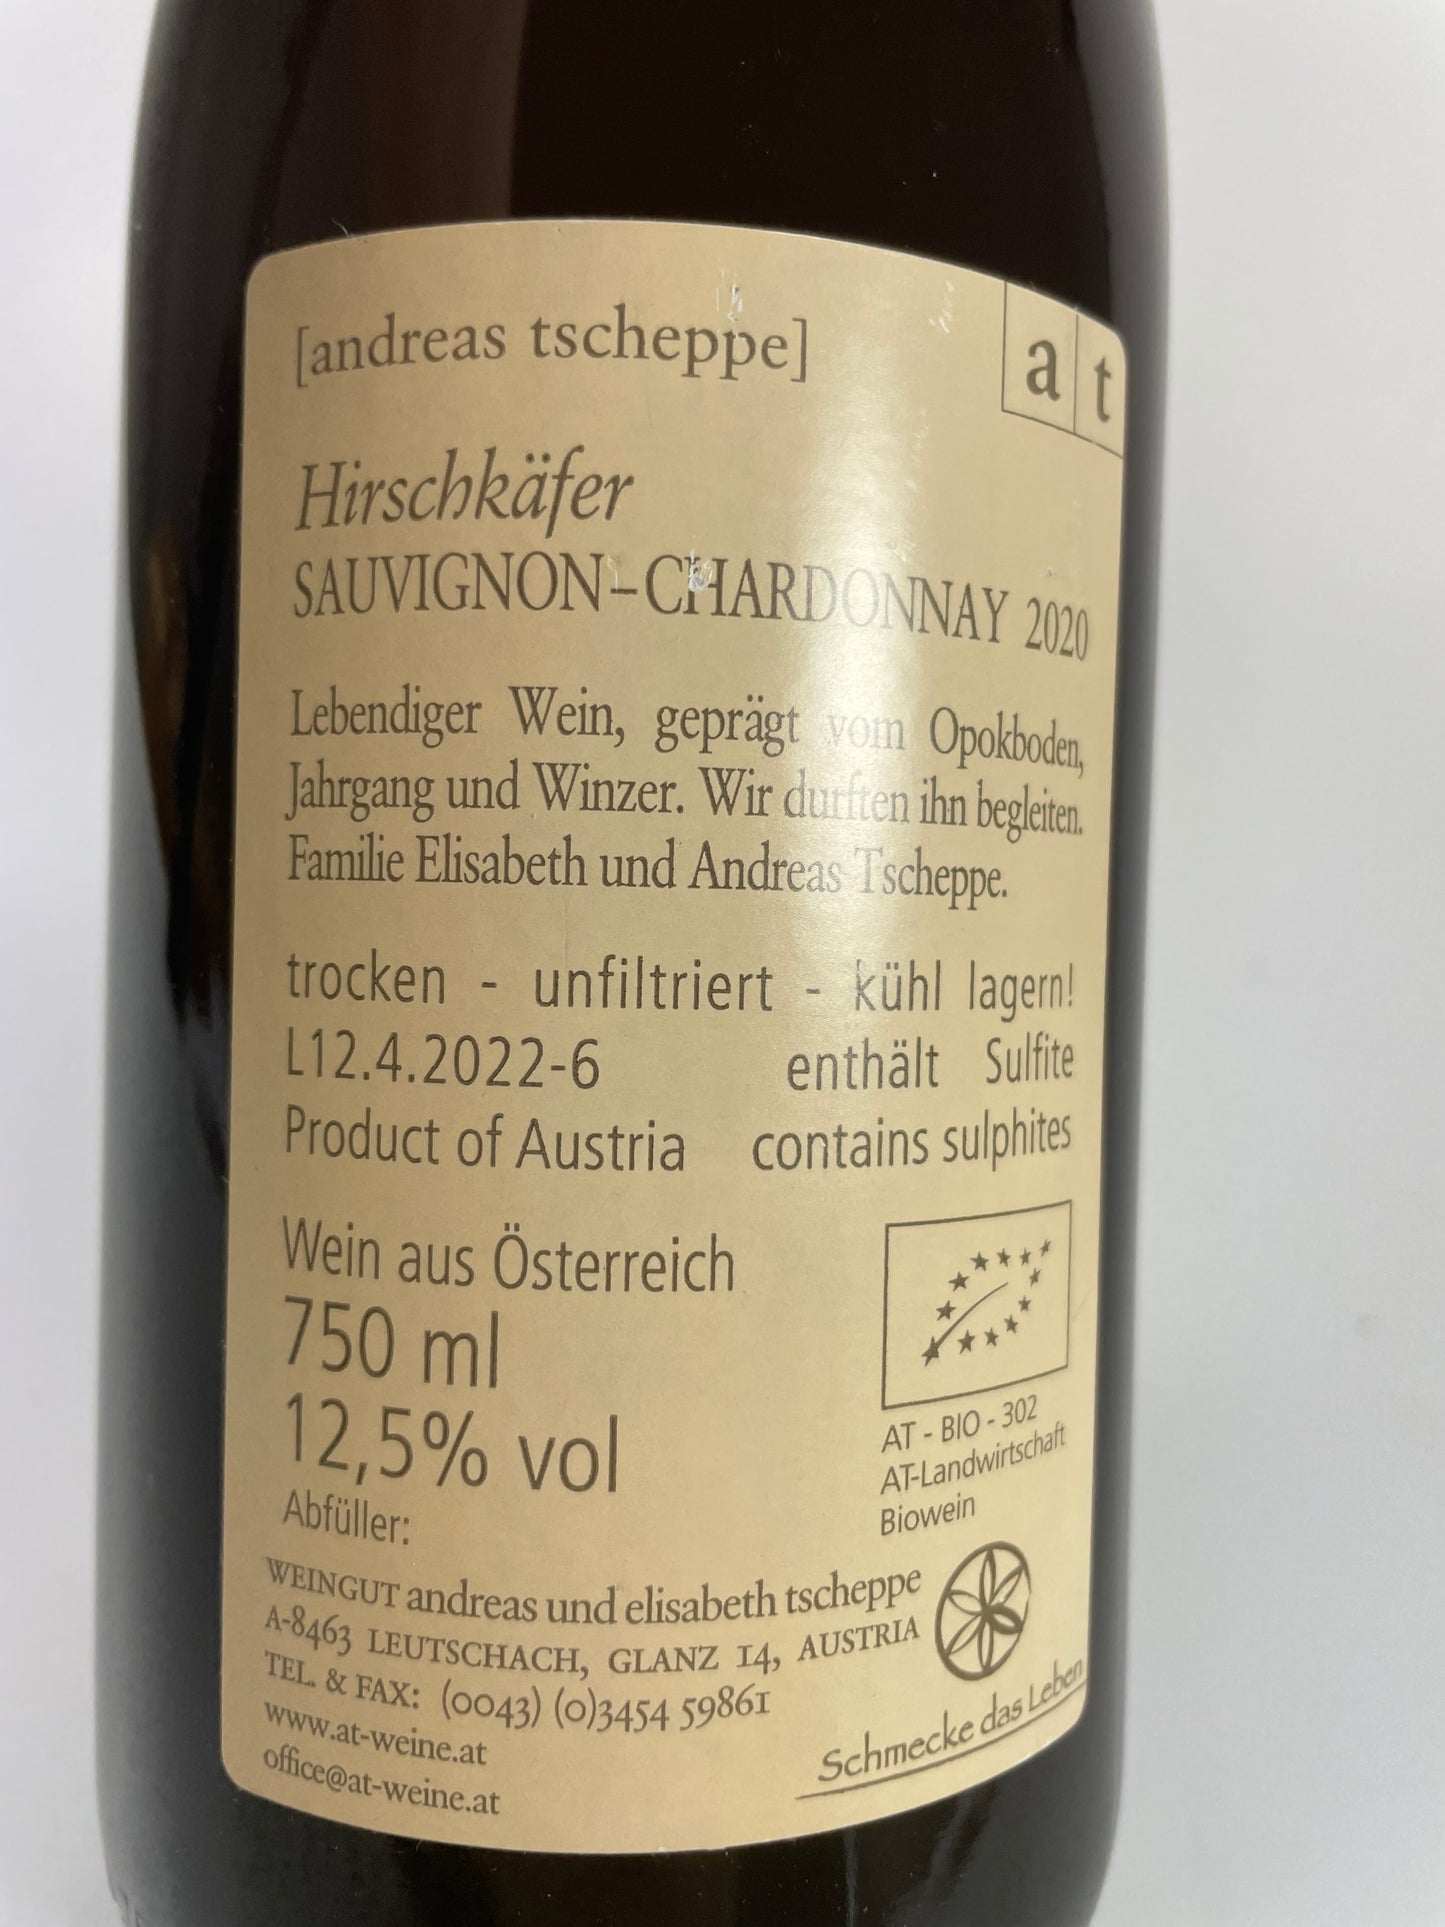 [andreas tscheppe]
a t
Hirschkäfer
SAUVIGNON–CHARDONNAY 2020
Lebendiger Wein, geprägt vom Opokboden,
Jahrgang und Winzer. Wir durften ihn begleiten.
Familie Elisabeth und Andreas Tscheppe.
trocken - unfiltriert - kühl lagern!
L12.4.2022-6 enthält Sulfite
Product of Austria contains sulphites
Wein aus Österreich
750 ml
12,5% vol
AT - BIO - 302
AT-Landwirtschaft
Biowein
Abfüller:
WEINGUT andreas und elisabeth tscheppe
A-8463 LEUTSCHACH, GLANZ 14, AUSTRIA
TEL. & FAX: (0043) (0)3454 59861
www.at-weine.at
office@at-weine.at
Schmecke das Leben